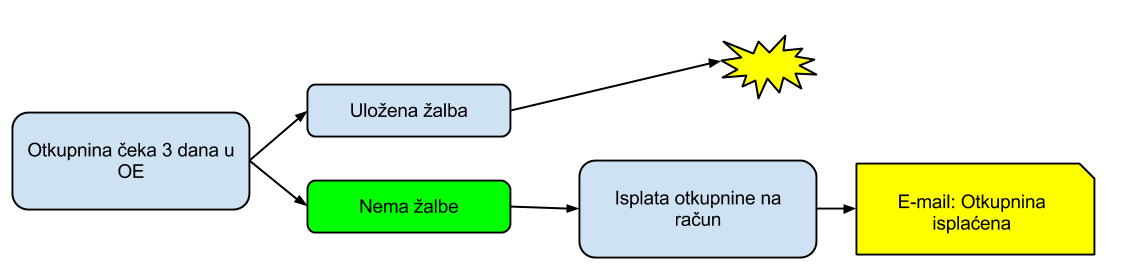 Otkupnina čeka 3 dana u
OE
Uložena žalba
Nema žalbe
Isplata otkupnine na
račun
E-mail: Otkupnina
isplaćena